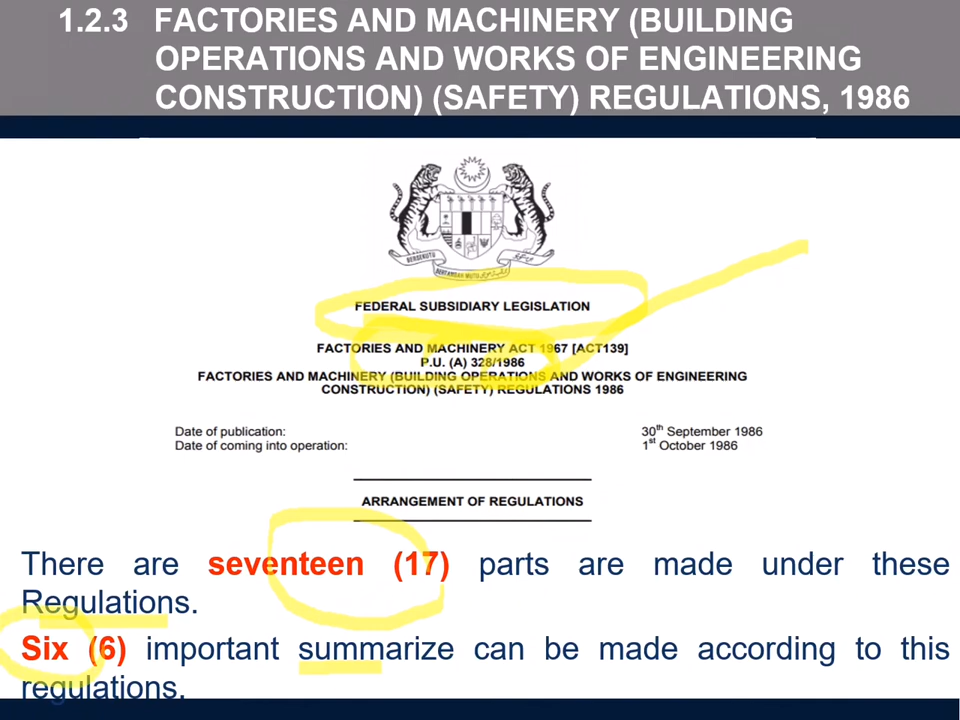 1.2.3 FACTORIES AND MACHINERY (BUILDING
OPERATIONS AND WORKS OF ENGINEERING
CONSTRUCTION) (SAFETY) REGULATIONS, 1986
BERSEKUTU
BERTAMBAH MUTU
FEDERAL SUBSIDIARY LEGISLATION
FACTORIES AND MACHINERY ACT 1967 [ACT139]
P.U. (A) 328/1986
FACTORIES AND MACHINERY (BUILDING OPERATIONS AND WORKS OF ENGINEERING
CONSTRUCTION) (SAFETY) REGULATIONS 1986
Date of publication: 30th September 1986
Date of coming into operation: 1st October 1986
ARRANGEMENT OF REGULATIONS
There are seventeen (17) parts are made under these
Regulations.
Six (6) important summarize can be made according to this
regulations.